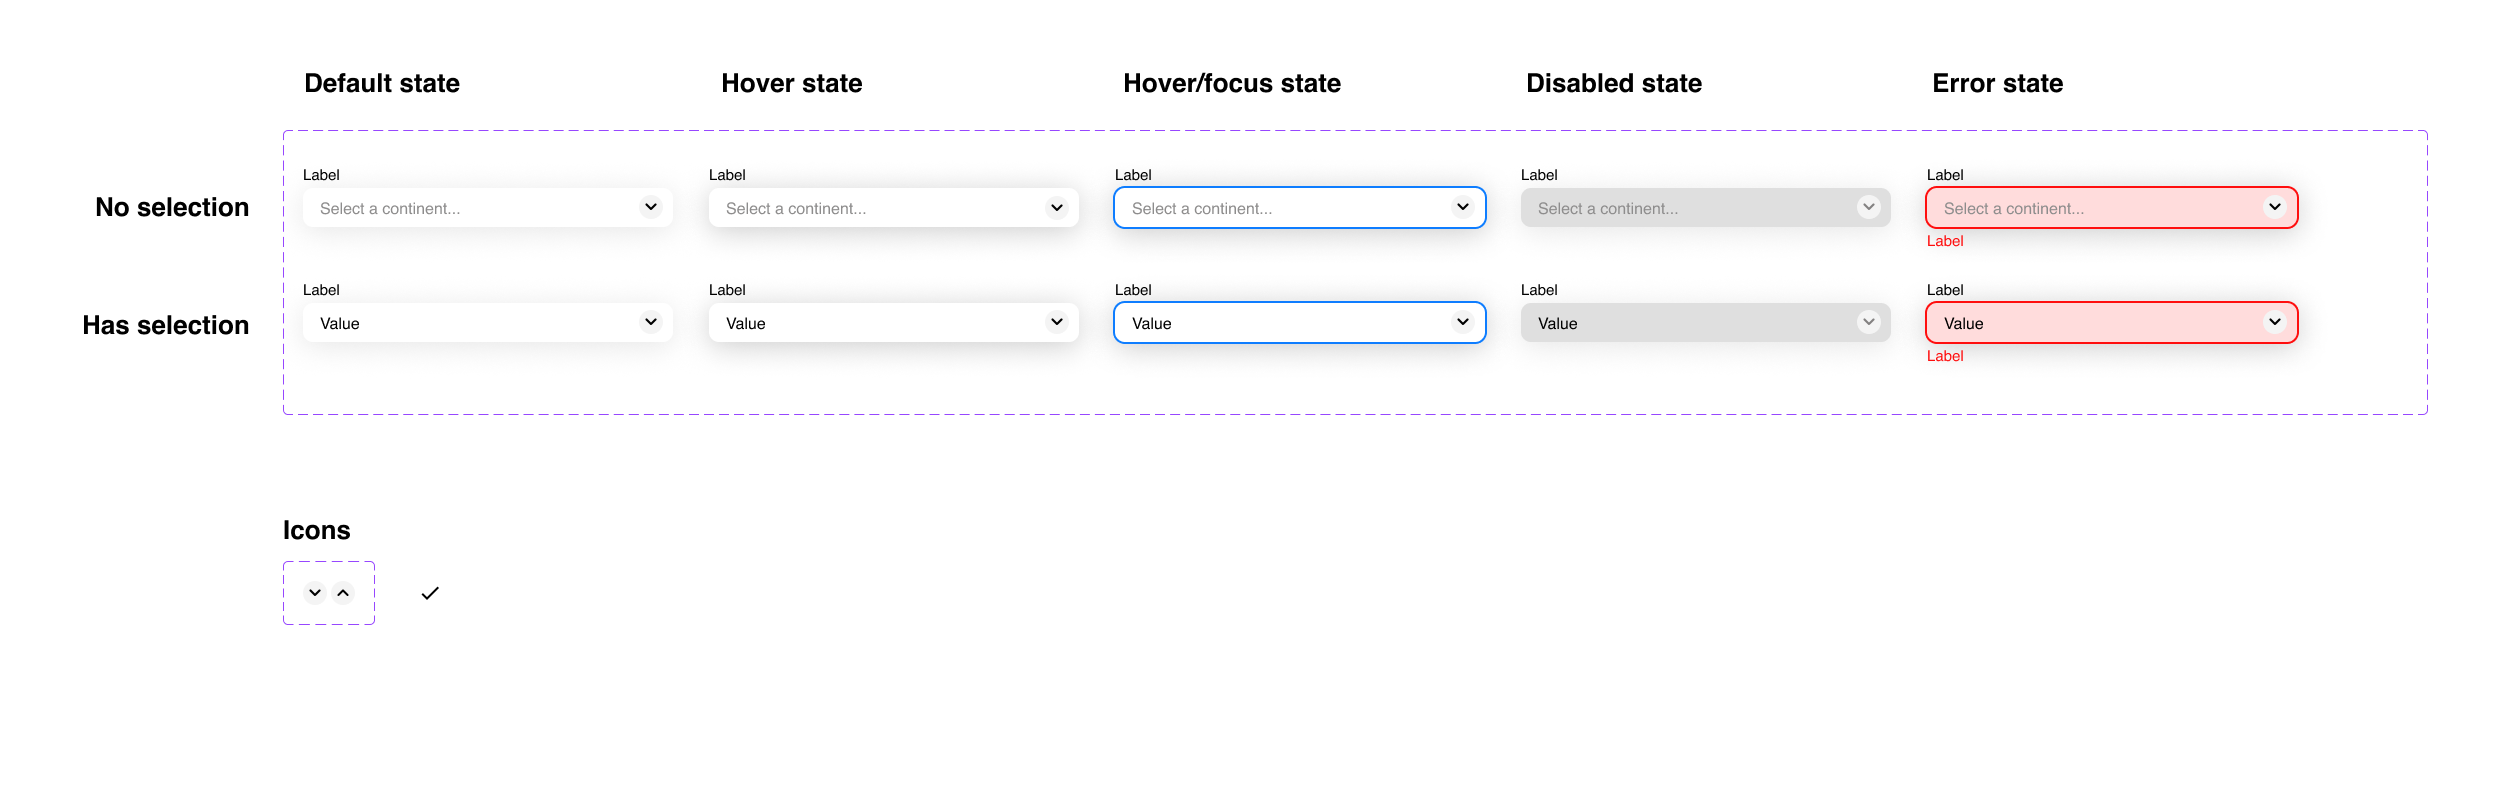 Default state
Hover state
Hover/focus state
Disabled state
Error state
Label
Label
Label
Label
Label
No selection
Select a continent...
Select a continent...
Select a continent...
Select a continent...
Select a continent...
Label
Label
Label
Label
Label
Label
Has selection
Value
Value
Value
Value
Value
Label
Icons